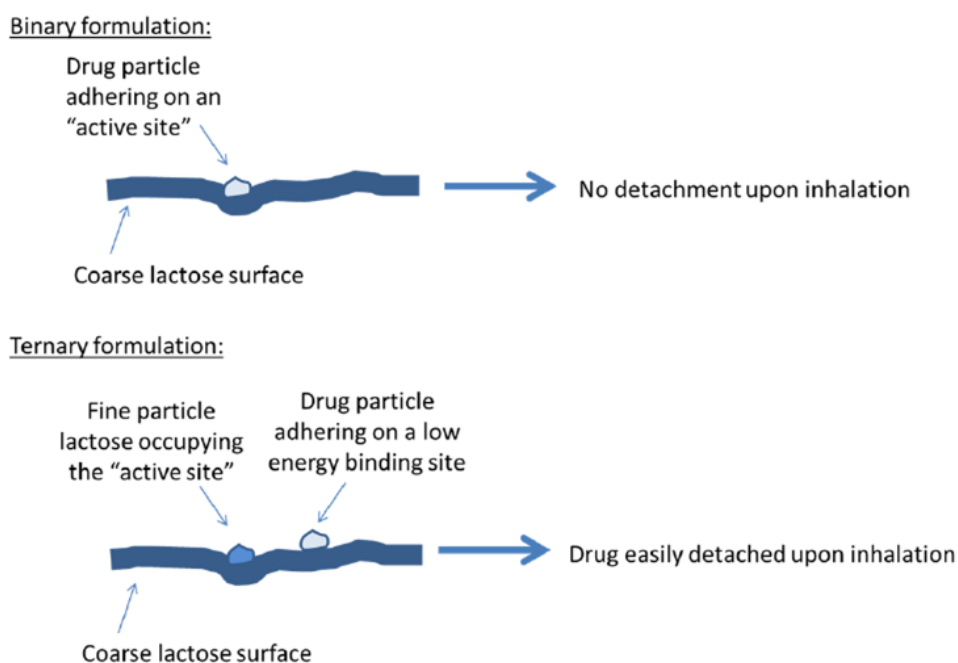 Binary formulation:
Drug particle
adhering on an
“active site”
No detachment upon inhalation
Coarse lactose surface
Ternary formulation:
Fine particle
lactose occupying
the “active site”
Drug particle
adhering on a low
energy binding site
Drug easily detached upon inhalation
Coarse lactose surface